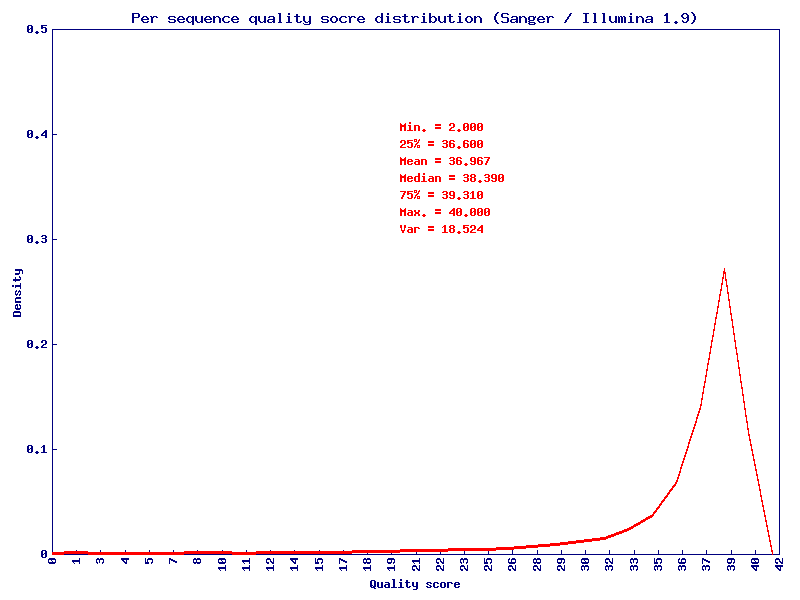 Per sequence quality socre distribution (Sanger / Illumina 1.9)
0.5
0.4
0.3
0.2
0.1
0
Density
Min. = 2.000
25% = 36.600
Mean = 36.967
Median = 38.390
75% = 39.310
Max. = 40.000
Var = 18.524
0 1 3 4 5 7 8 10 11 12 14 15 17 18 19 21 22 23 25 26 28 29 30 32 33 35 36 37 39 40 42
Quality score